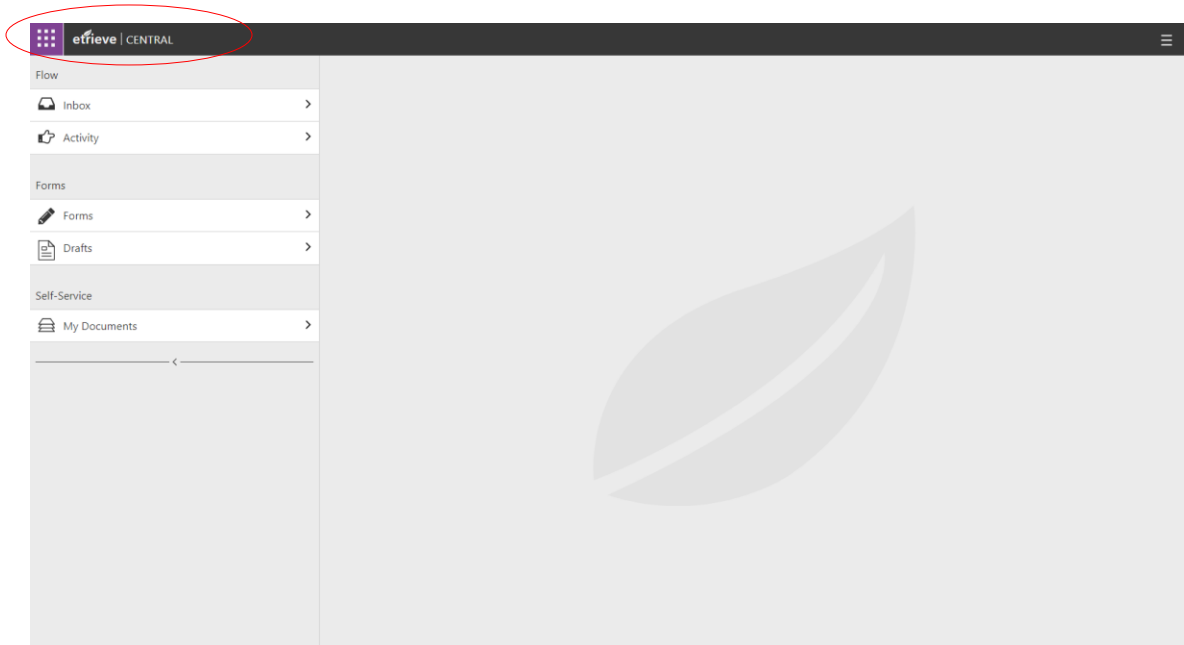 etrieve | CENTRAL
Flow
Inbox
Activity
Forms
Forms
Drafts
Self-Service
My Documents